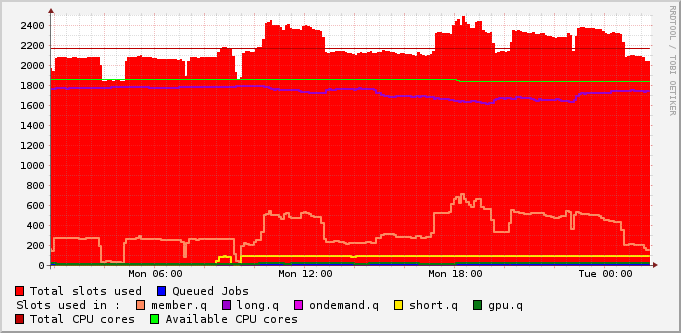 RRDTOOL / TOBI OETIKER
2400
2200
2000
1800
1600
1400
1200
1000
800
600
400
200
0
Mon 06:00 Mon 12:00 Mon 18:00 Tue 00:00
Total slots used Queued Jobs
Slots used in : member.q long.q ondemand.q short.q gpu.q
Total CPU cores Available CPU cores